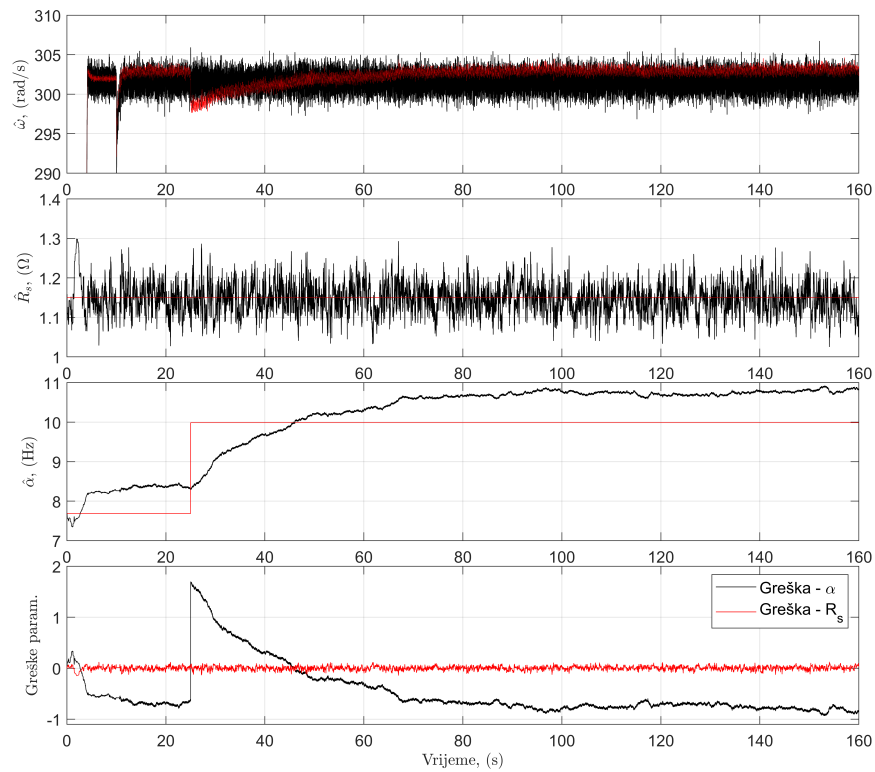 310
305
300
295
290
ω̂, (rad/s)
0 20 40 60 80 100 120 140 160
1.4
1.3
1.2
1.1
1
R̂s, (Ω)
0 20 40 60 80 100 120 140 160
11
10
9
8
7
α̂, (Hz)
0 20 40 60 80 100 120 140 160
2
1
0
-1
Greške param.
Greška - α
Greška - Rs
0 20 40 60 80 100 120 140 160
Vrijeme, (s)